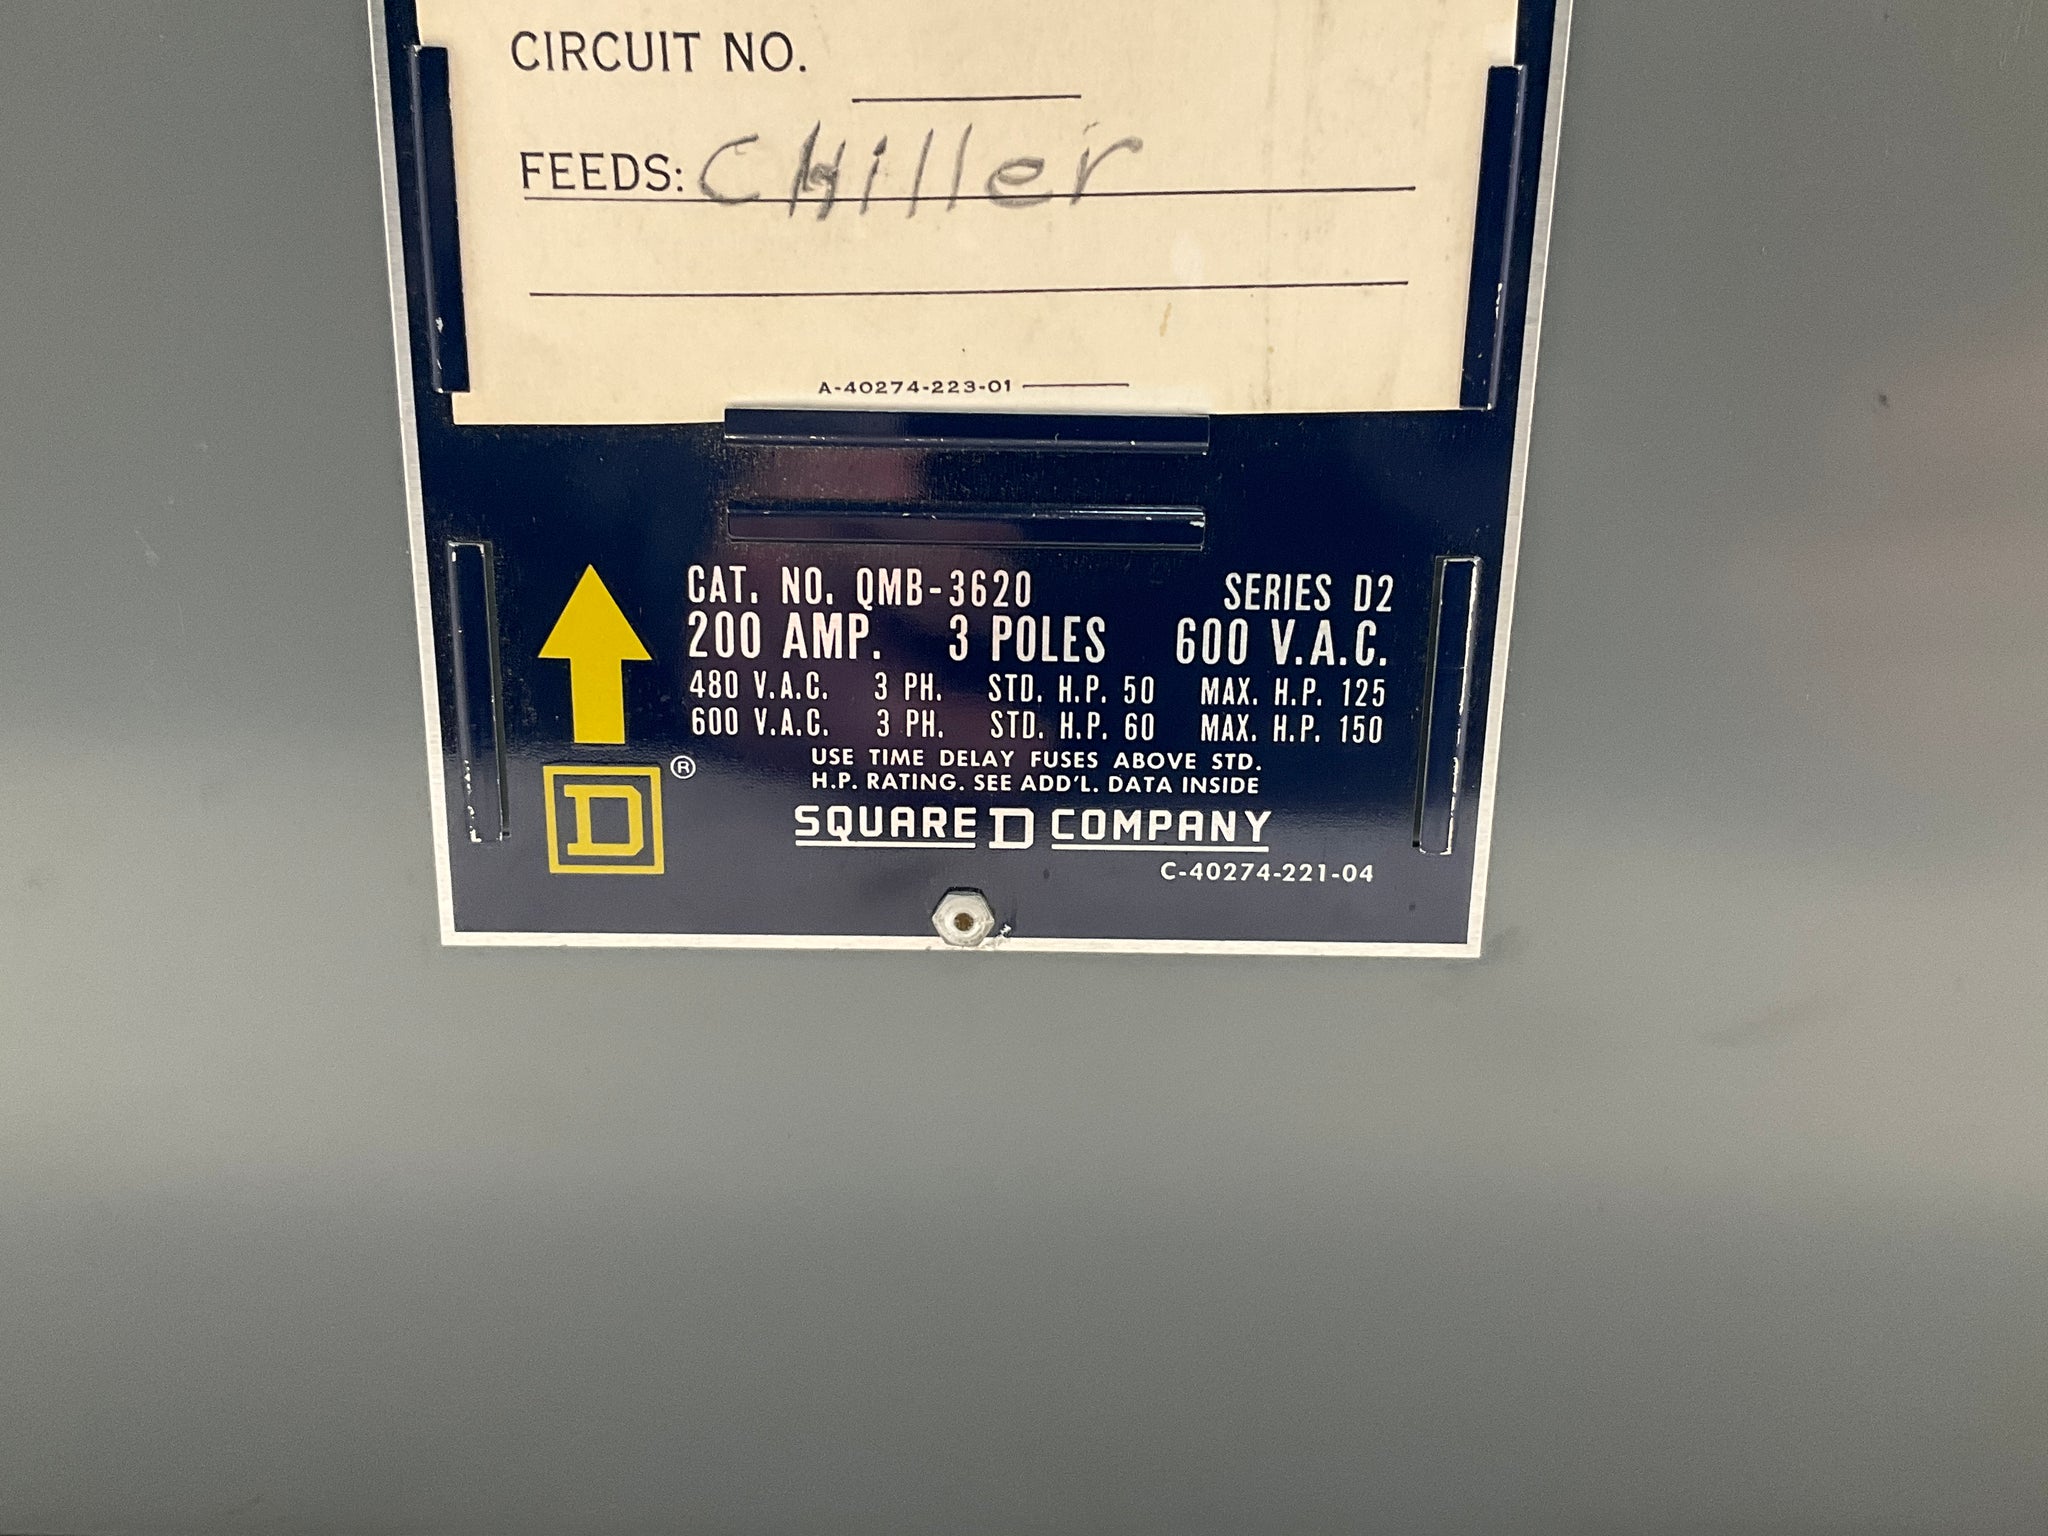 CIRCUIT NO.
FEEDS: CHiller
A-40274-223-01
CAT. NO. QMB-3620 SERIES D2
200 AMP. 3 POLES 600 V.A.C.
480 V.A.C. 3 PH. STD. H.P. 50 MAX. H.P. 125
600 V.A.C. 3 PH. STD. H.P. 60 MAX. H.P. 150
USE TIME DELAY FUSES ABOVE STD.
H.P. RATING. SEE ADD'L. DATA INSIDE
D ®
SQUARE D COMPANY
C-40274-221-04